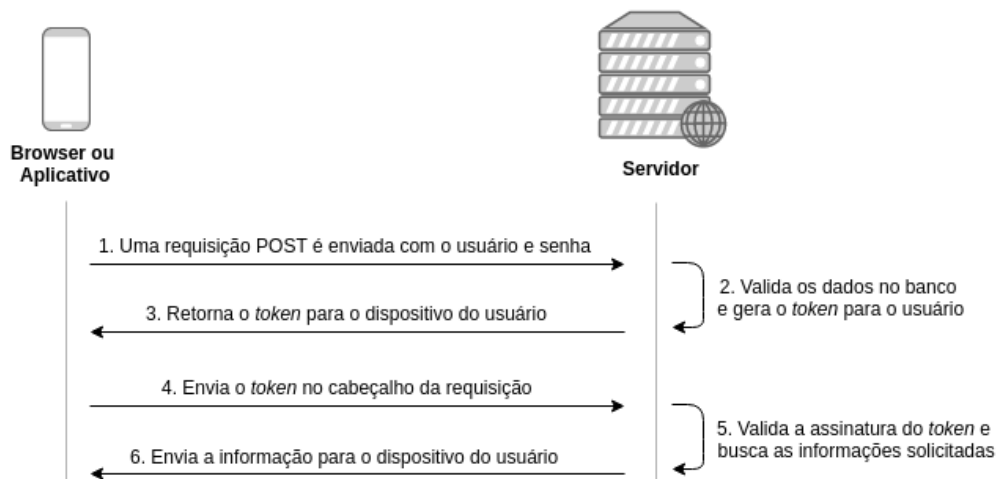 Browser ou
Aplicativo
Servidor
1. Uma requisição POST é enviada com o usuário e senha
2. Valida os dados no banco
e gera o token para o usuário
3. Retorna o token para o dispositivo do usuário
4. Envia o token no cabeçalho da requisição
5. Valida a assinatura do token e
busca as informações solicitadas
6. Envia a informação para o dispositivo do usuário